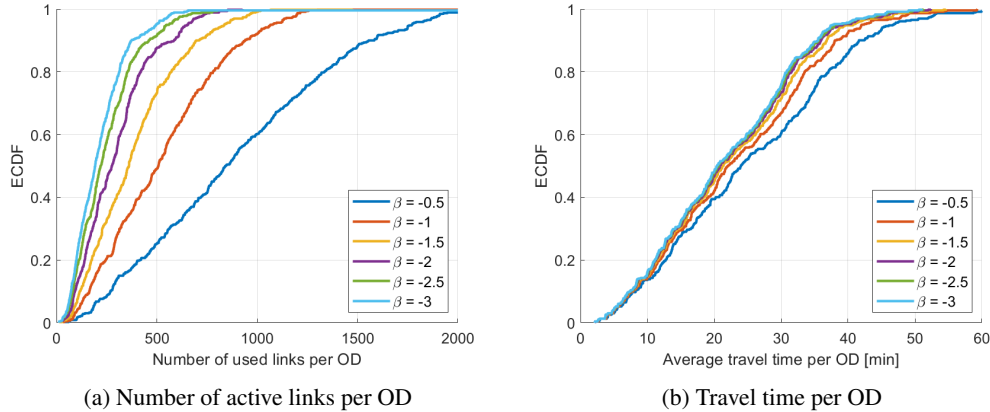 1
0.8
0.6
0.4
0.2
0
ECDF
0
500
1000
1500
2000
Number of used links per OD
β = -0.5
β = -1
β = -1.5
β = -2
β = -2.5
β = -3
(a) Number of active links per OD
1
0.8
0.6
0.4
0.2
0
ECDF
0
10
20
30
40
50
60
Average travel time per OD [min]
β = -0.5
β = -1
β = -1.5
β = -2
β = -2.5
β = -3
(b) Travel time per OD